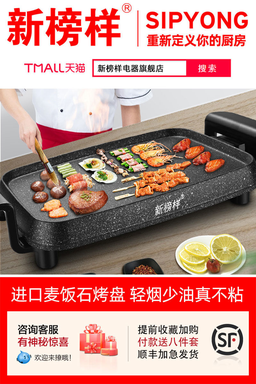 新榜样®
SIPYONG
重新定义你的厨房
TMALL天猫
新榜样电器旗舰店
搜索
新榜样
进口麦饭石烤盘 轻烟少油真不粘
咨询客服
有神秘惊喜
欢迎来撩哦!
提前收藏加购
付款送八件套
顺丰加急发货
SF